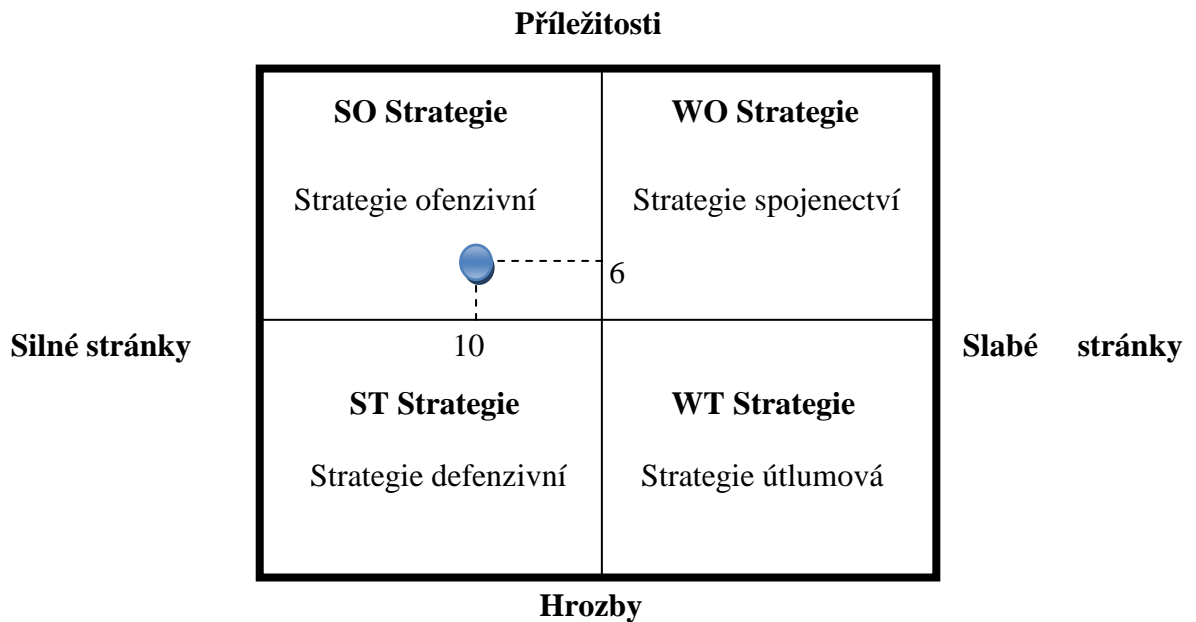 Příležitosti
SO Strategie WO Strategie
Strategie ofenzivní Strategie spojenectví
6
Silné stránky 10 Slabé stránky
ST Strategie WT Strategie
Strategie defenzivní Strategie útlumová
Hrozby